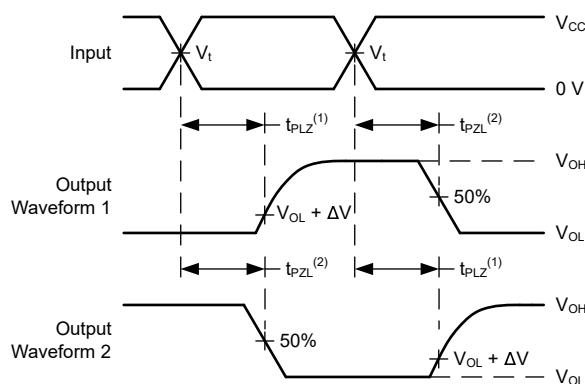 V_CC
Input
V_t
V_t
0 V
t_PLZ^(1)
t_PZL^(2)
V_OH
Output
Waveform 1
50%
V_OL + ΔV
V_OL
t_PZL^(2)
t_PLZ^(1)
V_OH
Output
Waveform 2
50%
V_OL + ΔV
V_OL